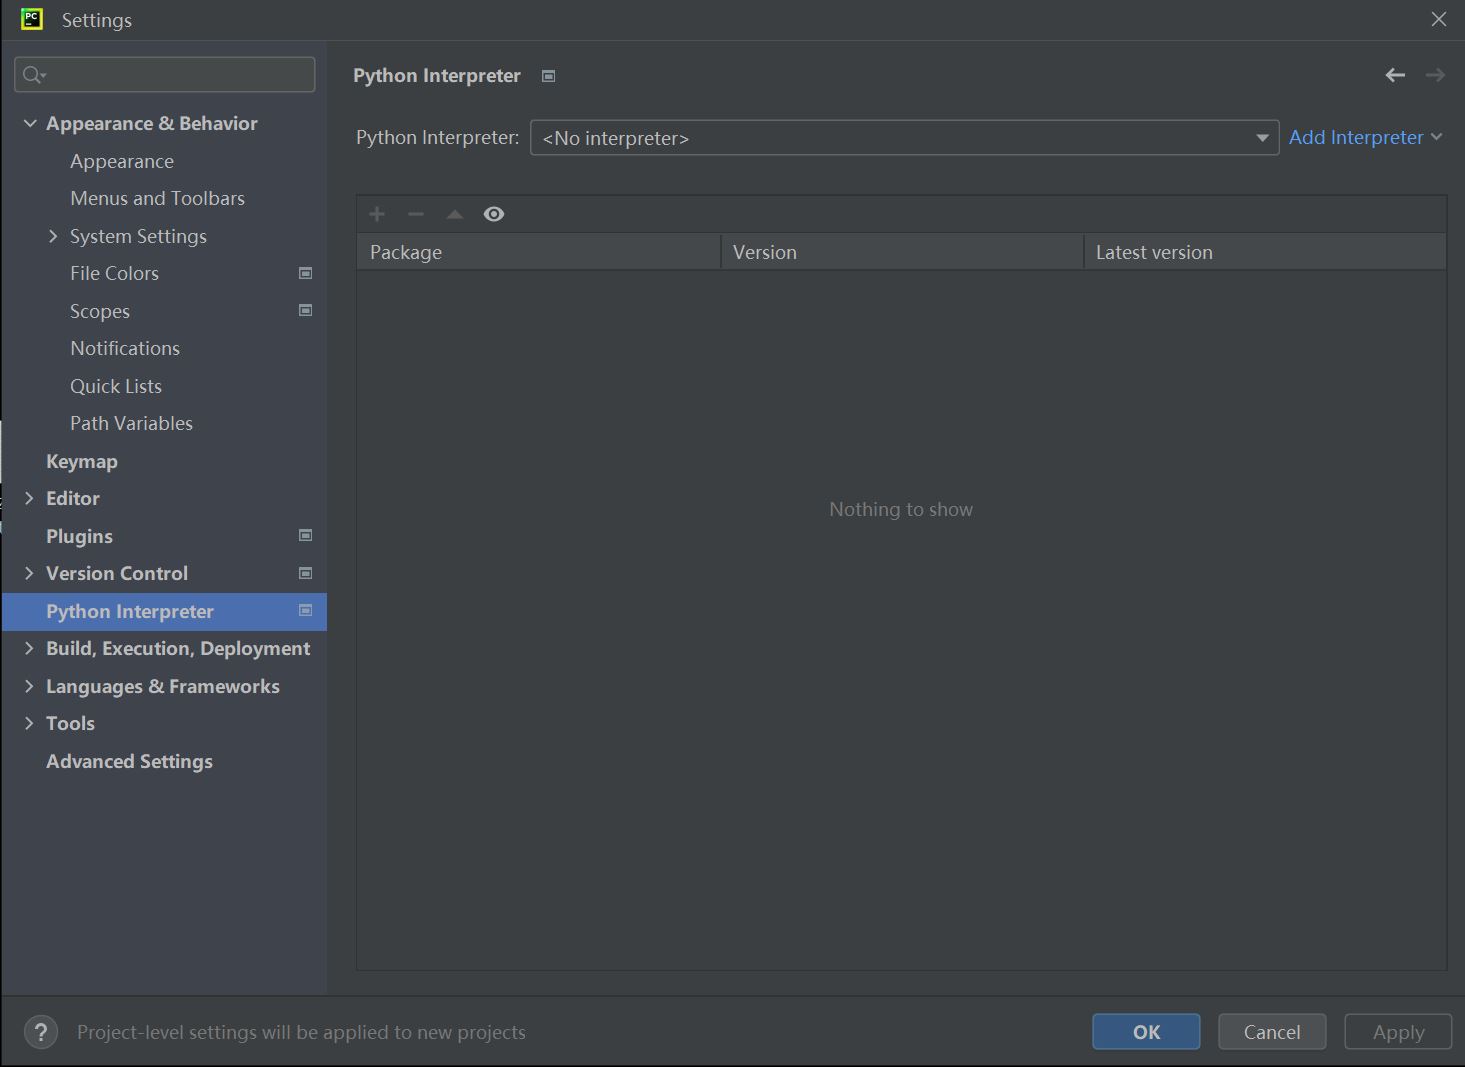 PC
Settings
Python Interpreter
Python Interpreter:
<No interpreter>
Add Interpreter
Package
Version
Latest version
Nothing to show
Appearance & Behavior
Appearance
Menus and Toolbars
System Settings
File Colors
Scopes
Notifications
Quick Lists
Path Variables
Keymap
Editor
Plugins
Version Control
Python Interpreter
Build, Execution, Deployment
Languages & Frameworks
Tools
Advanced Settings
?
Project-level settings will be applied to new projects
OK
Cancel
Apply